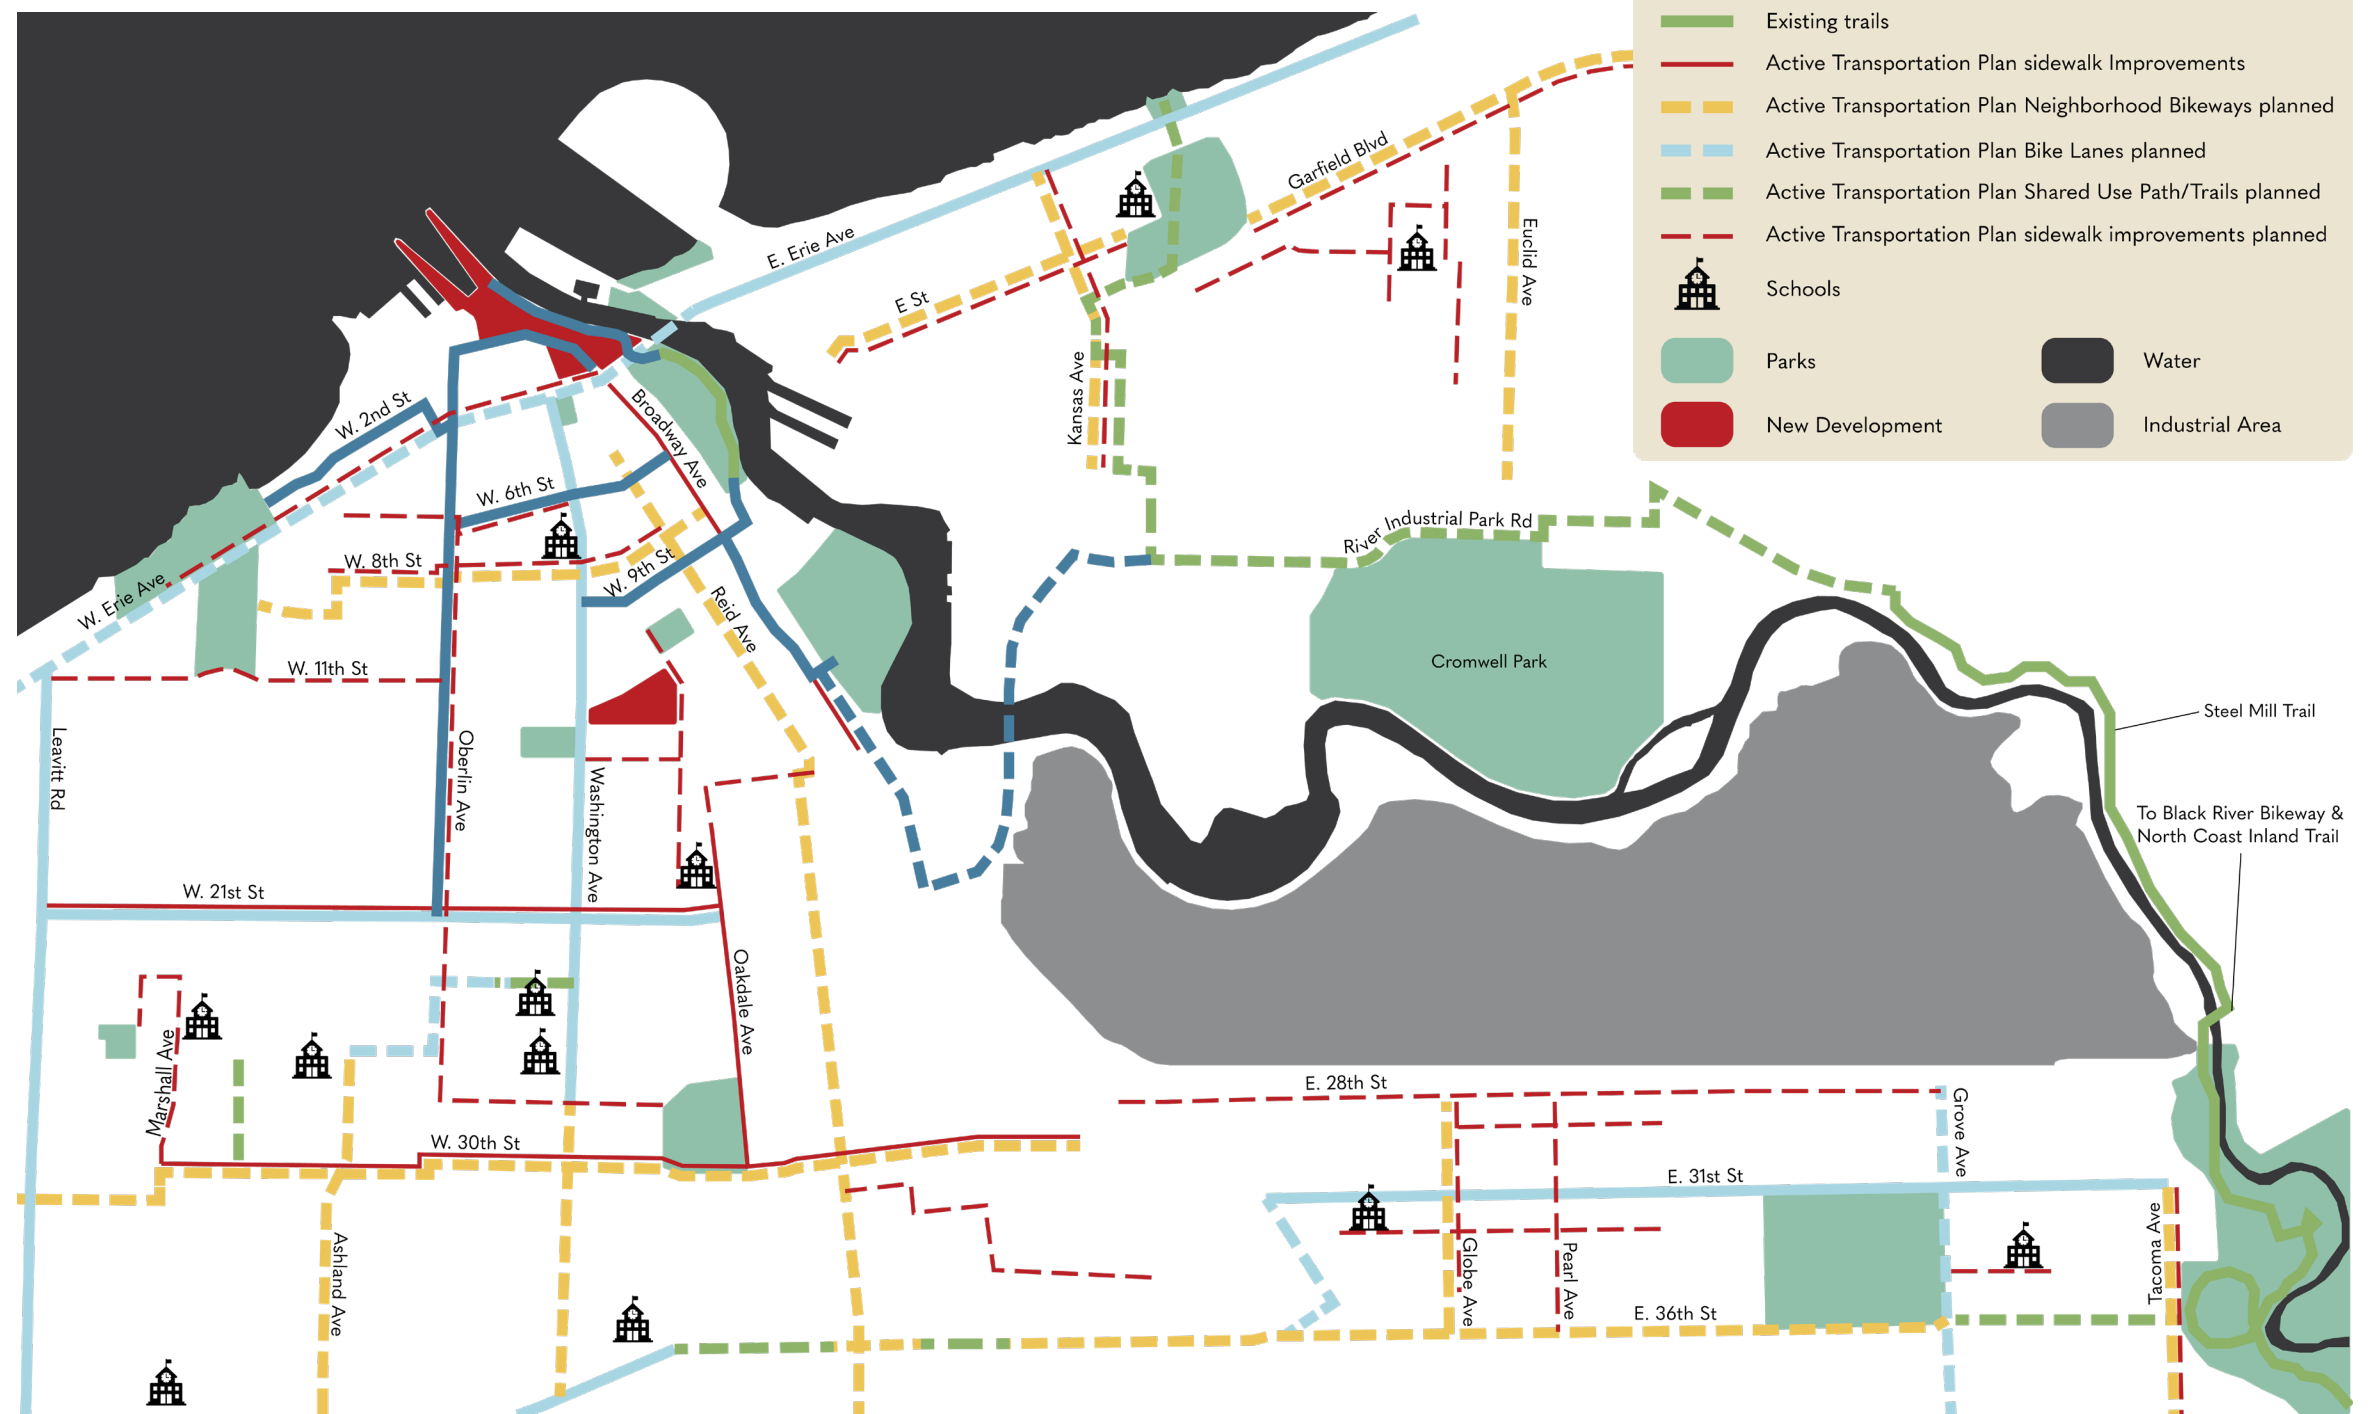 Existing trails
Active Transportation Plan sidewalk Improvements
Active Transportation Plan Neighborhood Bikeways planned
Active Transportation Plan Bike Lanes planned
Active Transportation Plan Shared Use Path/Trails planned
Active Transportation Plan sidewalk improvements planned
Schools
Parks
Water
New Development
Industrial Area
Garfield Blvd
E. Erie Ave
Euclid Ave
E St
Kansas Ave
W. 2nd St
Broadway Ave
W. 6th St
River Industrial Park Rd
W. 8th St
W. 9th St
W. Erie Ave
Reid Ave
W. 11th St
Cromwell Park
Steel Mill Trail
Leavitt Rd
Oberlin Ave
Washington Ave
To Black River Bikeway &
North Coast Inland Trail
W. 21st St
Oakdale Ave
Marshall Ave
E. 28th St
Grove Ave
W. 30th St
E. 31st St
Ashland Ave
Globe Ave
Pearl Ave
Tacoma Ave
E. 36th St